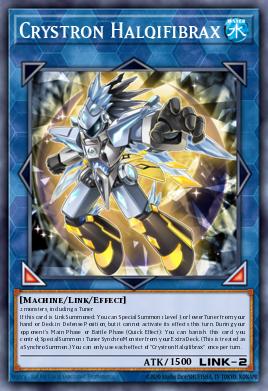 CRYSTRON HALQIFIBRAX
WATER
水
[MACHINE/LINK/EFFECT]
2 monsters, including a Tuner
If this card is Link Summoned: You can Special Summon 1 Level 3 or lower Tuner from your
hand or Deck in Defense Position, but it cannot activate its effects this turn. During your
opponent's Main Phase or Battle Phase (Quick Effect): You can banish this card you
control; Special Summon 1 Tuner Synchro Monster from your Extra Deck. (This is treated as
a Synchro Summon.) You can only use each effect of "Crystron Halqifibrax" once per turn.
ATK/1500
LINK-2